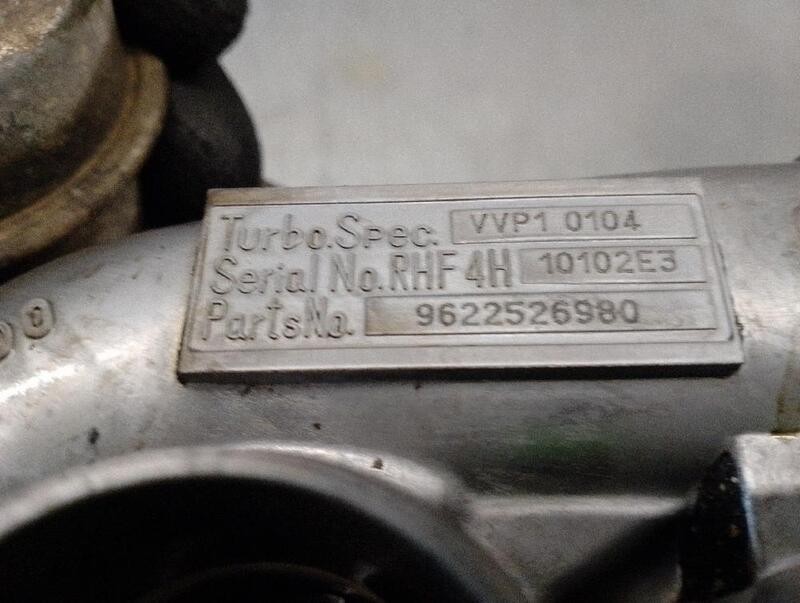 Turbo.Spec. VVP1 0104
Serial No.RHF4H 10102E3
PartsNo. 9622526980